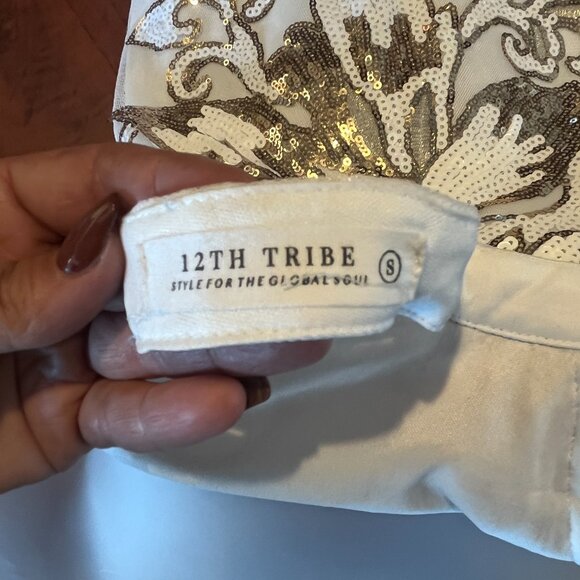 12TH TRIBE
STYLE FOR THE GLOBAL SOUL
S